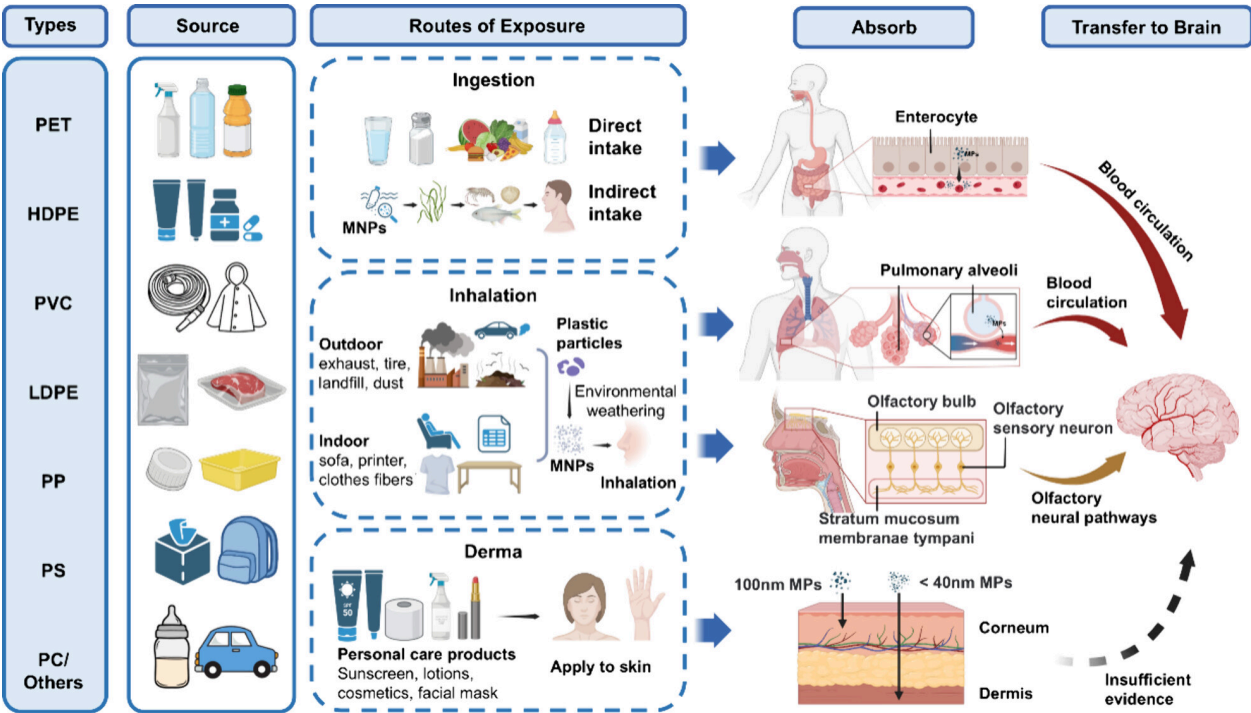 Types
Source
Routes of Exposure
Absorb
Transfer to Brain
PET
HDPE
PVC
LDPE
PP
PS
PC/
Others
Ingestion
Direct
intake
Indirect
intake
MNPs
Inhalation
Outdoor
exhaust, tire,
landfill, dust
Plastic
particles
Environmental
weathering
Indoor
sofa, printer,
clothes fibers
MNPs
Inhalation
Derma
SPF
50
Personal care products
Sunscreen, lotions,
cosmetics, facial mask
Apply to skin
Enterocyte
MPs
Blood circulation
Pulmonary alveoli
MPs
Blood
circulation
Olfactory bulb
Olfactory
sensory neuron
Stratum mucosum
membranae tympani
Olfactory
neural pathways
100nm MPs
< 40nm MPs
Corneum
Dermis
Insufficient
evidence